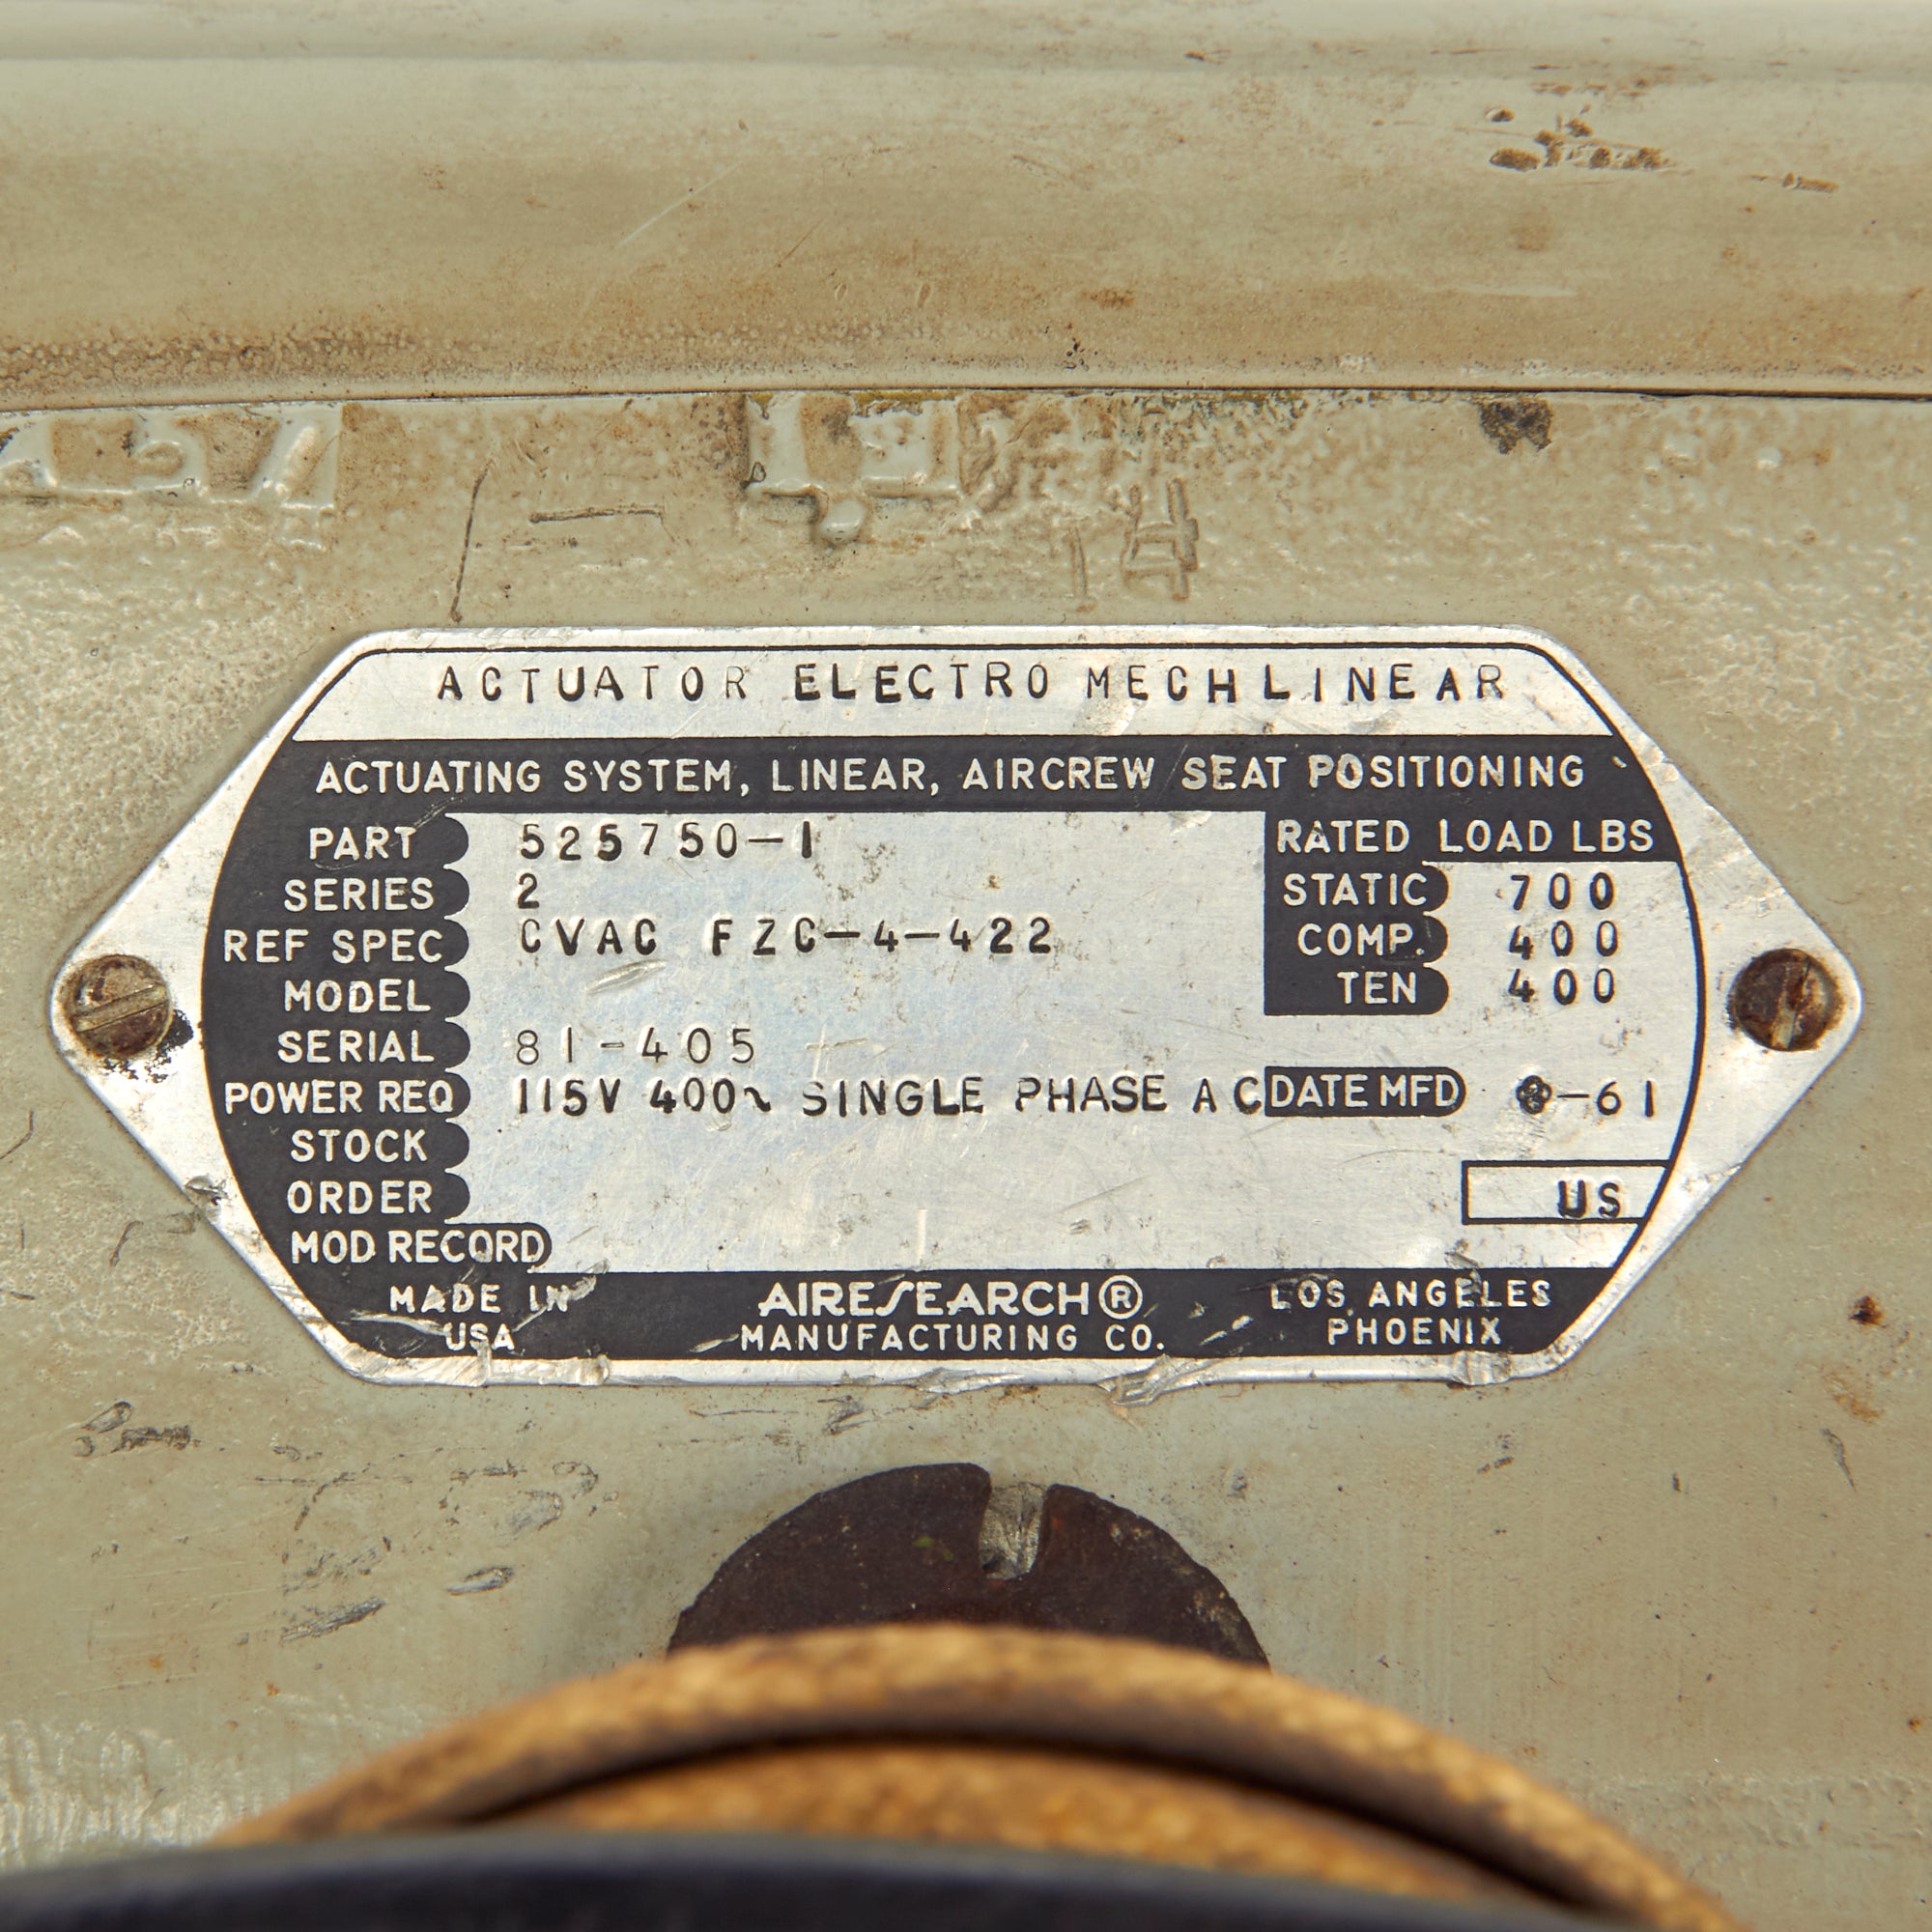 ACTUATOR ELECTRO MECH LINEAR
ACTUATING SYSTEM, LINEAR, AIRCREW SEAT POSITIONING
PART 525750-1
SERIES 2
REF SPEC CVAC FZC-4-422
MODEL
SERIAL 81-405
POWER REQ 115V 400~ SINGLE PHASE AC
STOCK
ORDER
MOD RECORD
RATED LOAD LBS
STATIC 700
COMP. 400
TEN 400
DATE MFD -61
US
MADE IN
USA
AIRESEARCH®
MANUFACTURING CO.
LOS ANGELES
PHOENIX